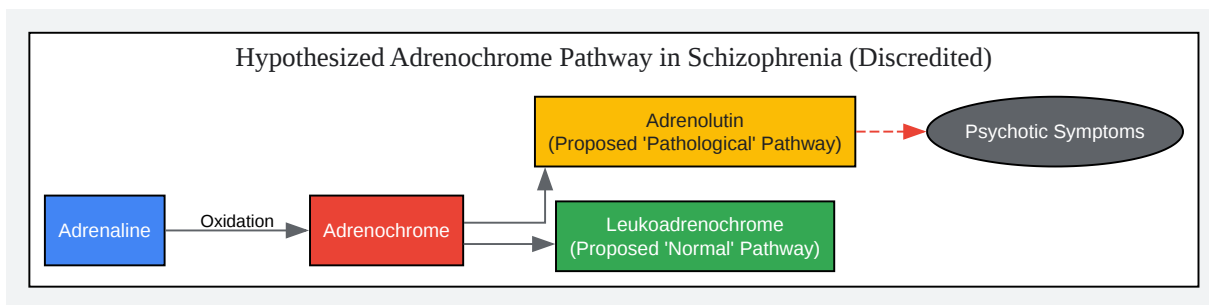 Hypothesized Adrenochrome Pathway in Schizophrenia (Discredited)
Adrenolutin
(Proposed 'Pathological' Pathway)
Psychotic Symptoms
Adrenaline
Oxidation
Adrenochrome
Leukoadrenochrome
(Proposed 'Normal' Pathway)